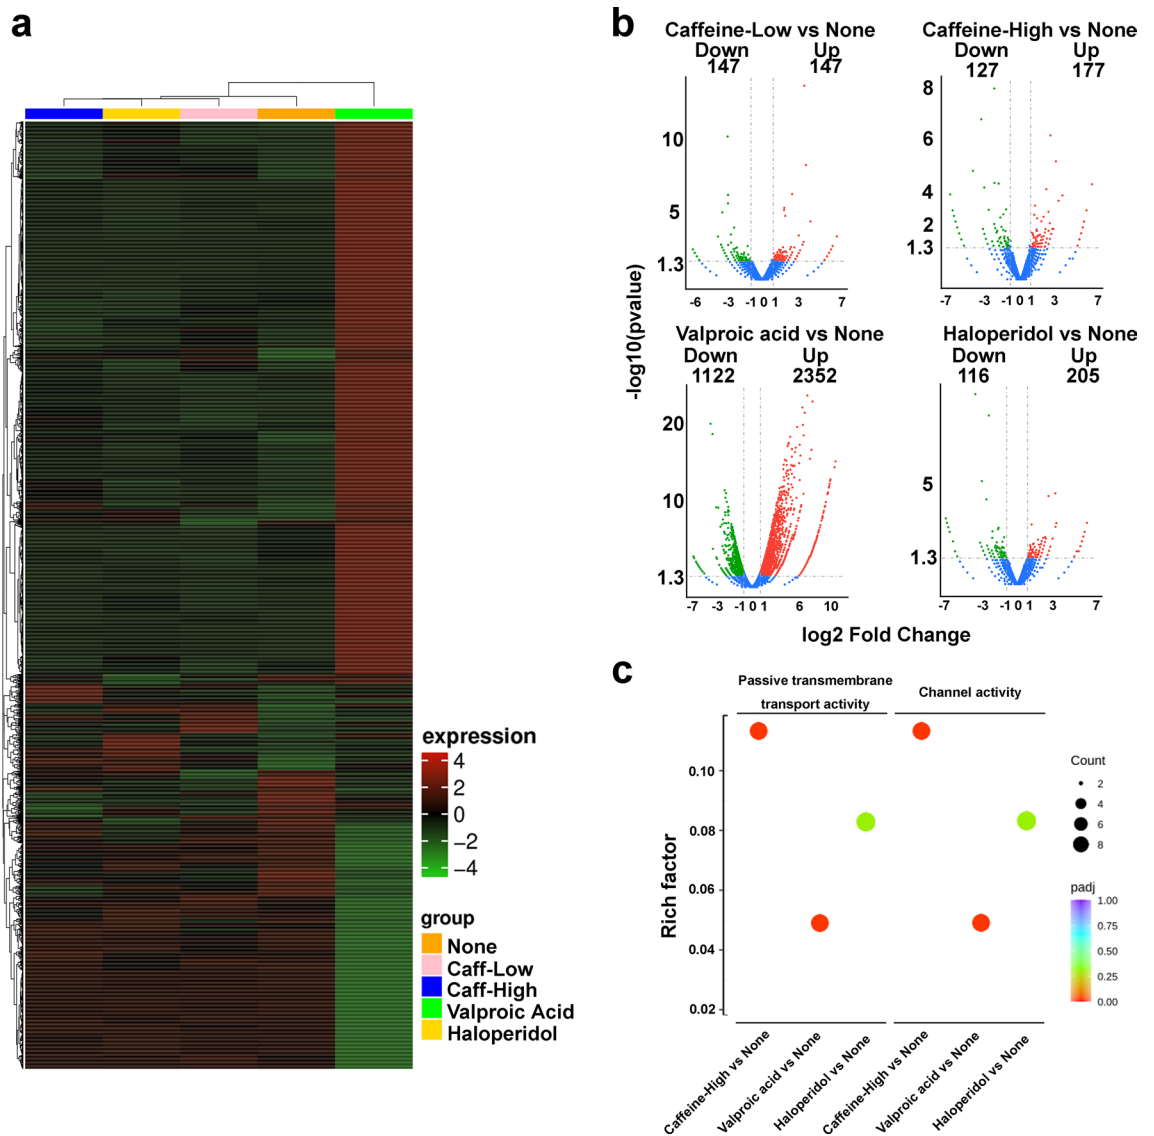 a
expression
4
2
0
−2
−4
group
None
Caff-Low
Caff-High
Valproic Acid
Haloperidol
b
-log10(pvalue)
Caffeine-Low vs None
Down Up
147 147
10
5
1.3
-6 -3 -1 0 1 3 7
Caffeine-High vs None
Down Up
127 177
8
6
4
2
1.3
-7 -3 -1 0 1 3 7
Valproic acid vs None
Down Up
1122 2352
20
10
1.3
-7 -3 -1 0 1 6 10
Haloperidol vs None
Down Up
116 205
5
1.3
-7 -3 -1 0 1 3 7
log2 Fold Change
c
Passive transmembrane
transport activity
Channel activity
Rich factor
0.10
0.08
0.06
0.04
0.02
Caffeine-High vs None
Valproic acid vs None
Haloperidol vs None
Caffeine-High vs None
Valproic acid vs None
Haloperidol vs None
Count
2
4
6
8
padj
1.00
0.75
0.50
0.25
0.00